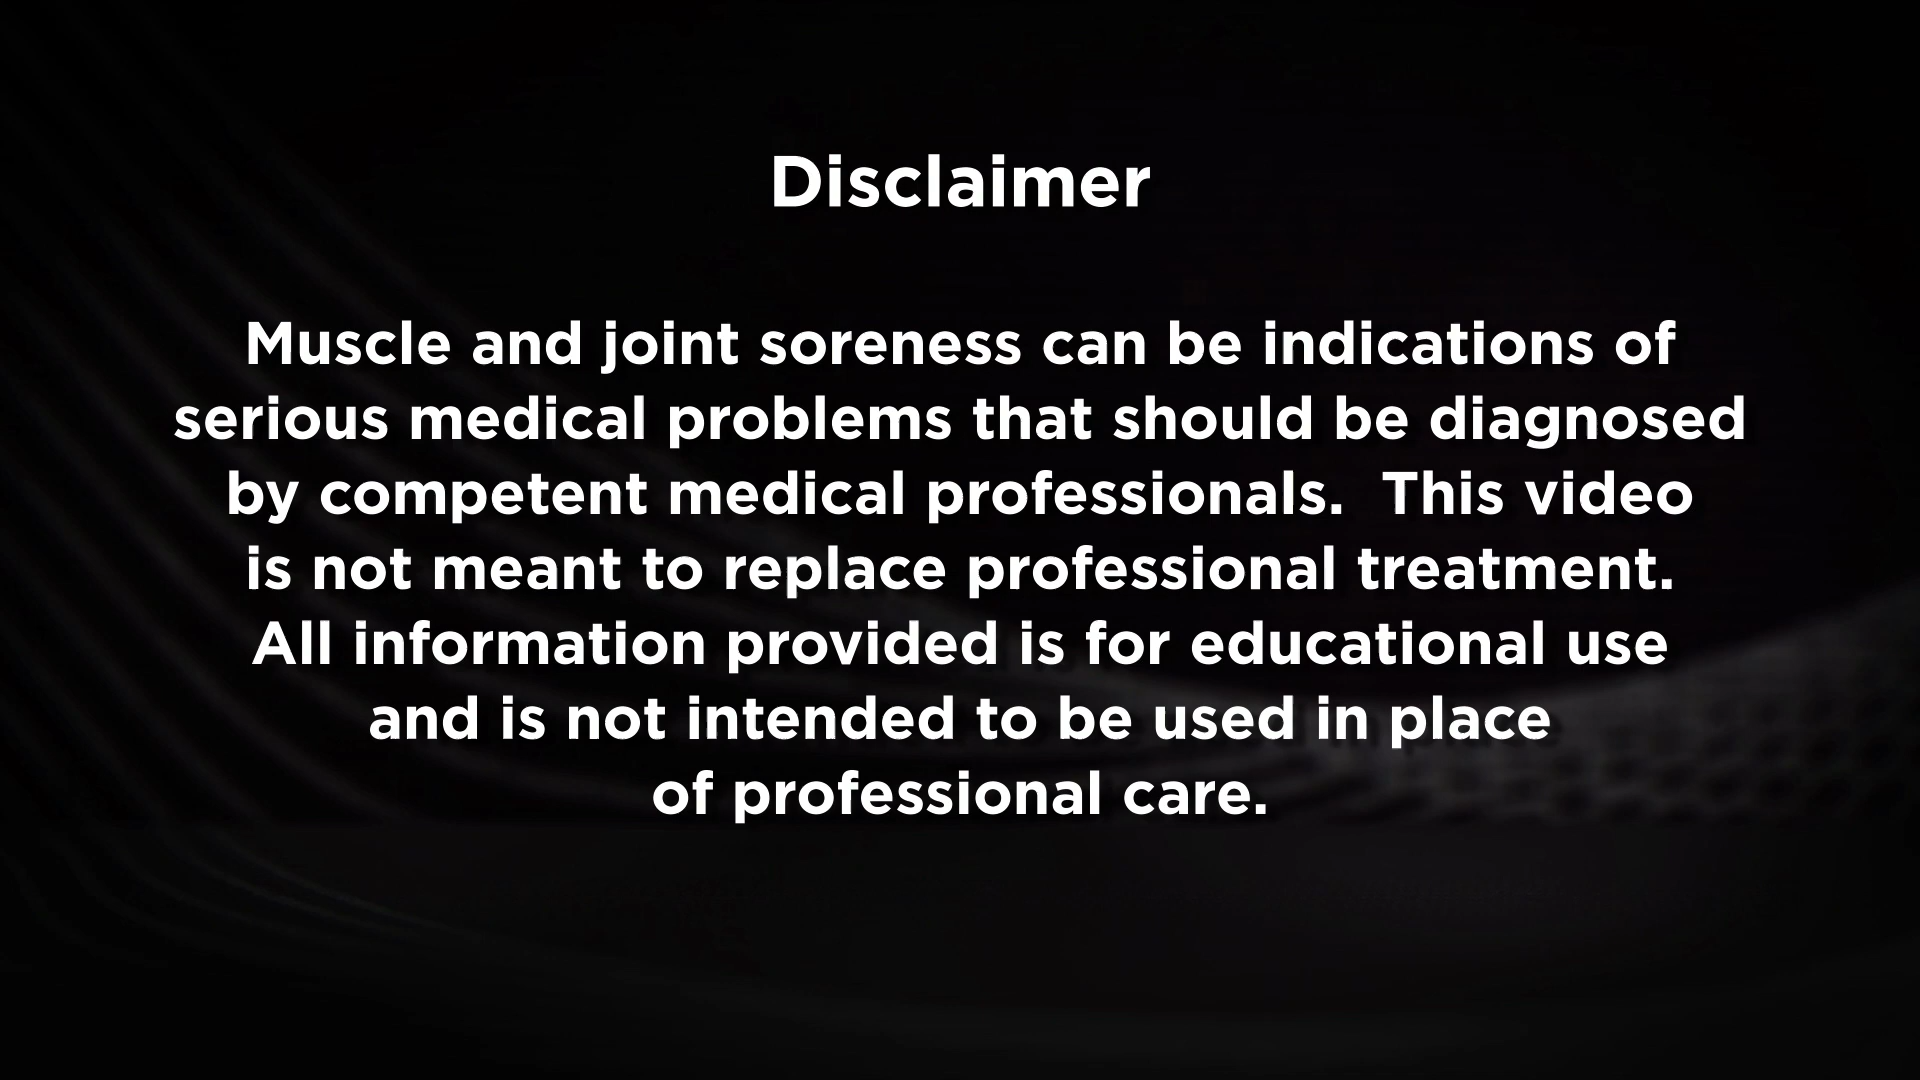 Disclaimer
Muscle and joint soreness can be indications of
serious medical problems that should be diagnosed
by competent medical professionals.  This video
is not meant to replace professional treatment.
All information provided is for educational use
and is not intended to be used in place
of professional care.